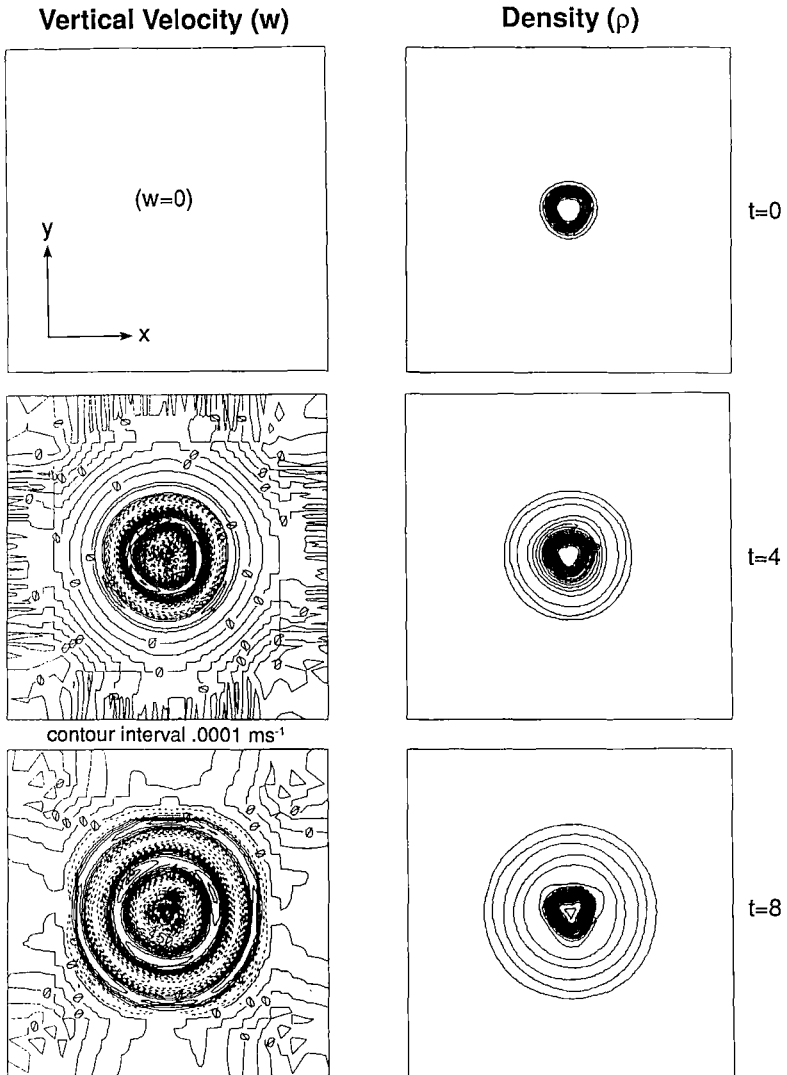 Vertical Velocity (w)
Density (ρ)
(w=0)
y
x
t=0
t=4
contour interval .0001 ms⁻¹
t=8